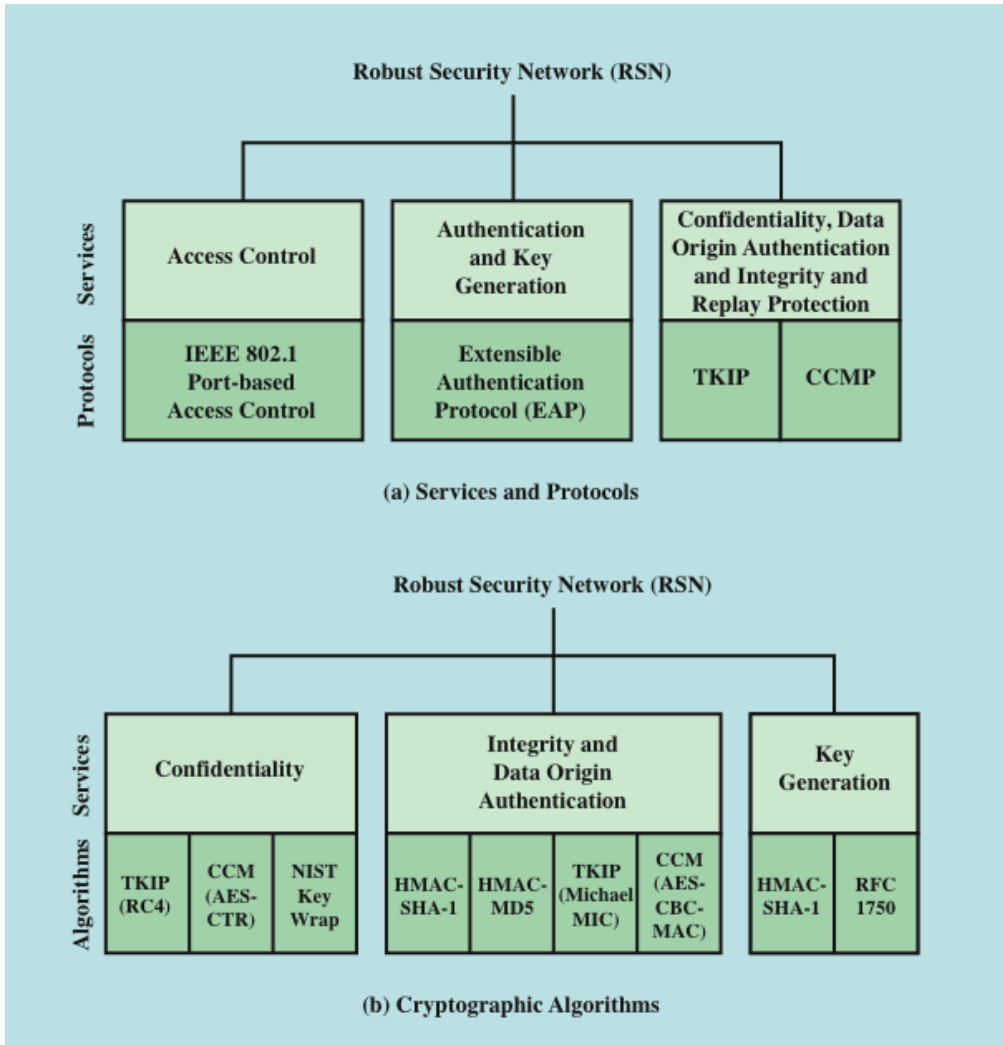 Robust Security Network (RSN)
Services
Access Control
Authentication
and Key
Generation
Confidentiality, Data
Origin Authentication
and Integrity and
Replay Protection
Protocols
IEEE 802.1
Port-based
Access Control
Extensible
Authentication
Protocol (EAP)
TKIP
CCMP
(a) Services and Protocols
Robust Security Network (RSN)
Services
Confidentiality
Integrity and
Data Origin
Authentication
Key
Generation
Algorithms
TKIP
(RC4)
CCM
(AES-
CTR)
NIST
Key
Wrap
HMAC-
SHA-1
HMAC-
MD5
TKIP
(Michael
MIC)
CCM
(AES-
CBC-
MAC)
HMAC-
SHA-1
RFC
1750
(b) Cryptographic Algorithms